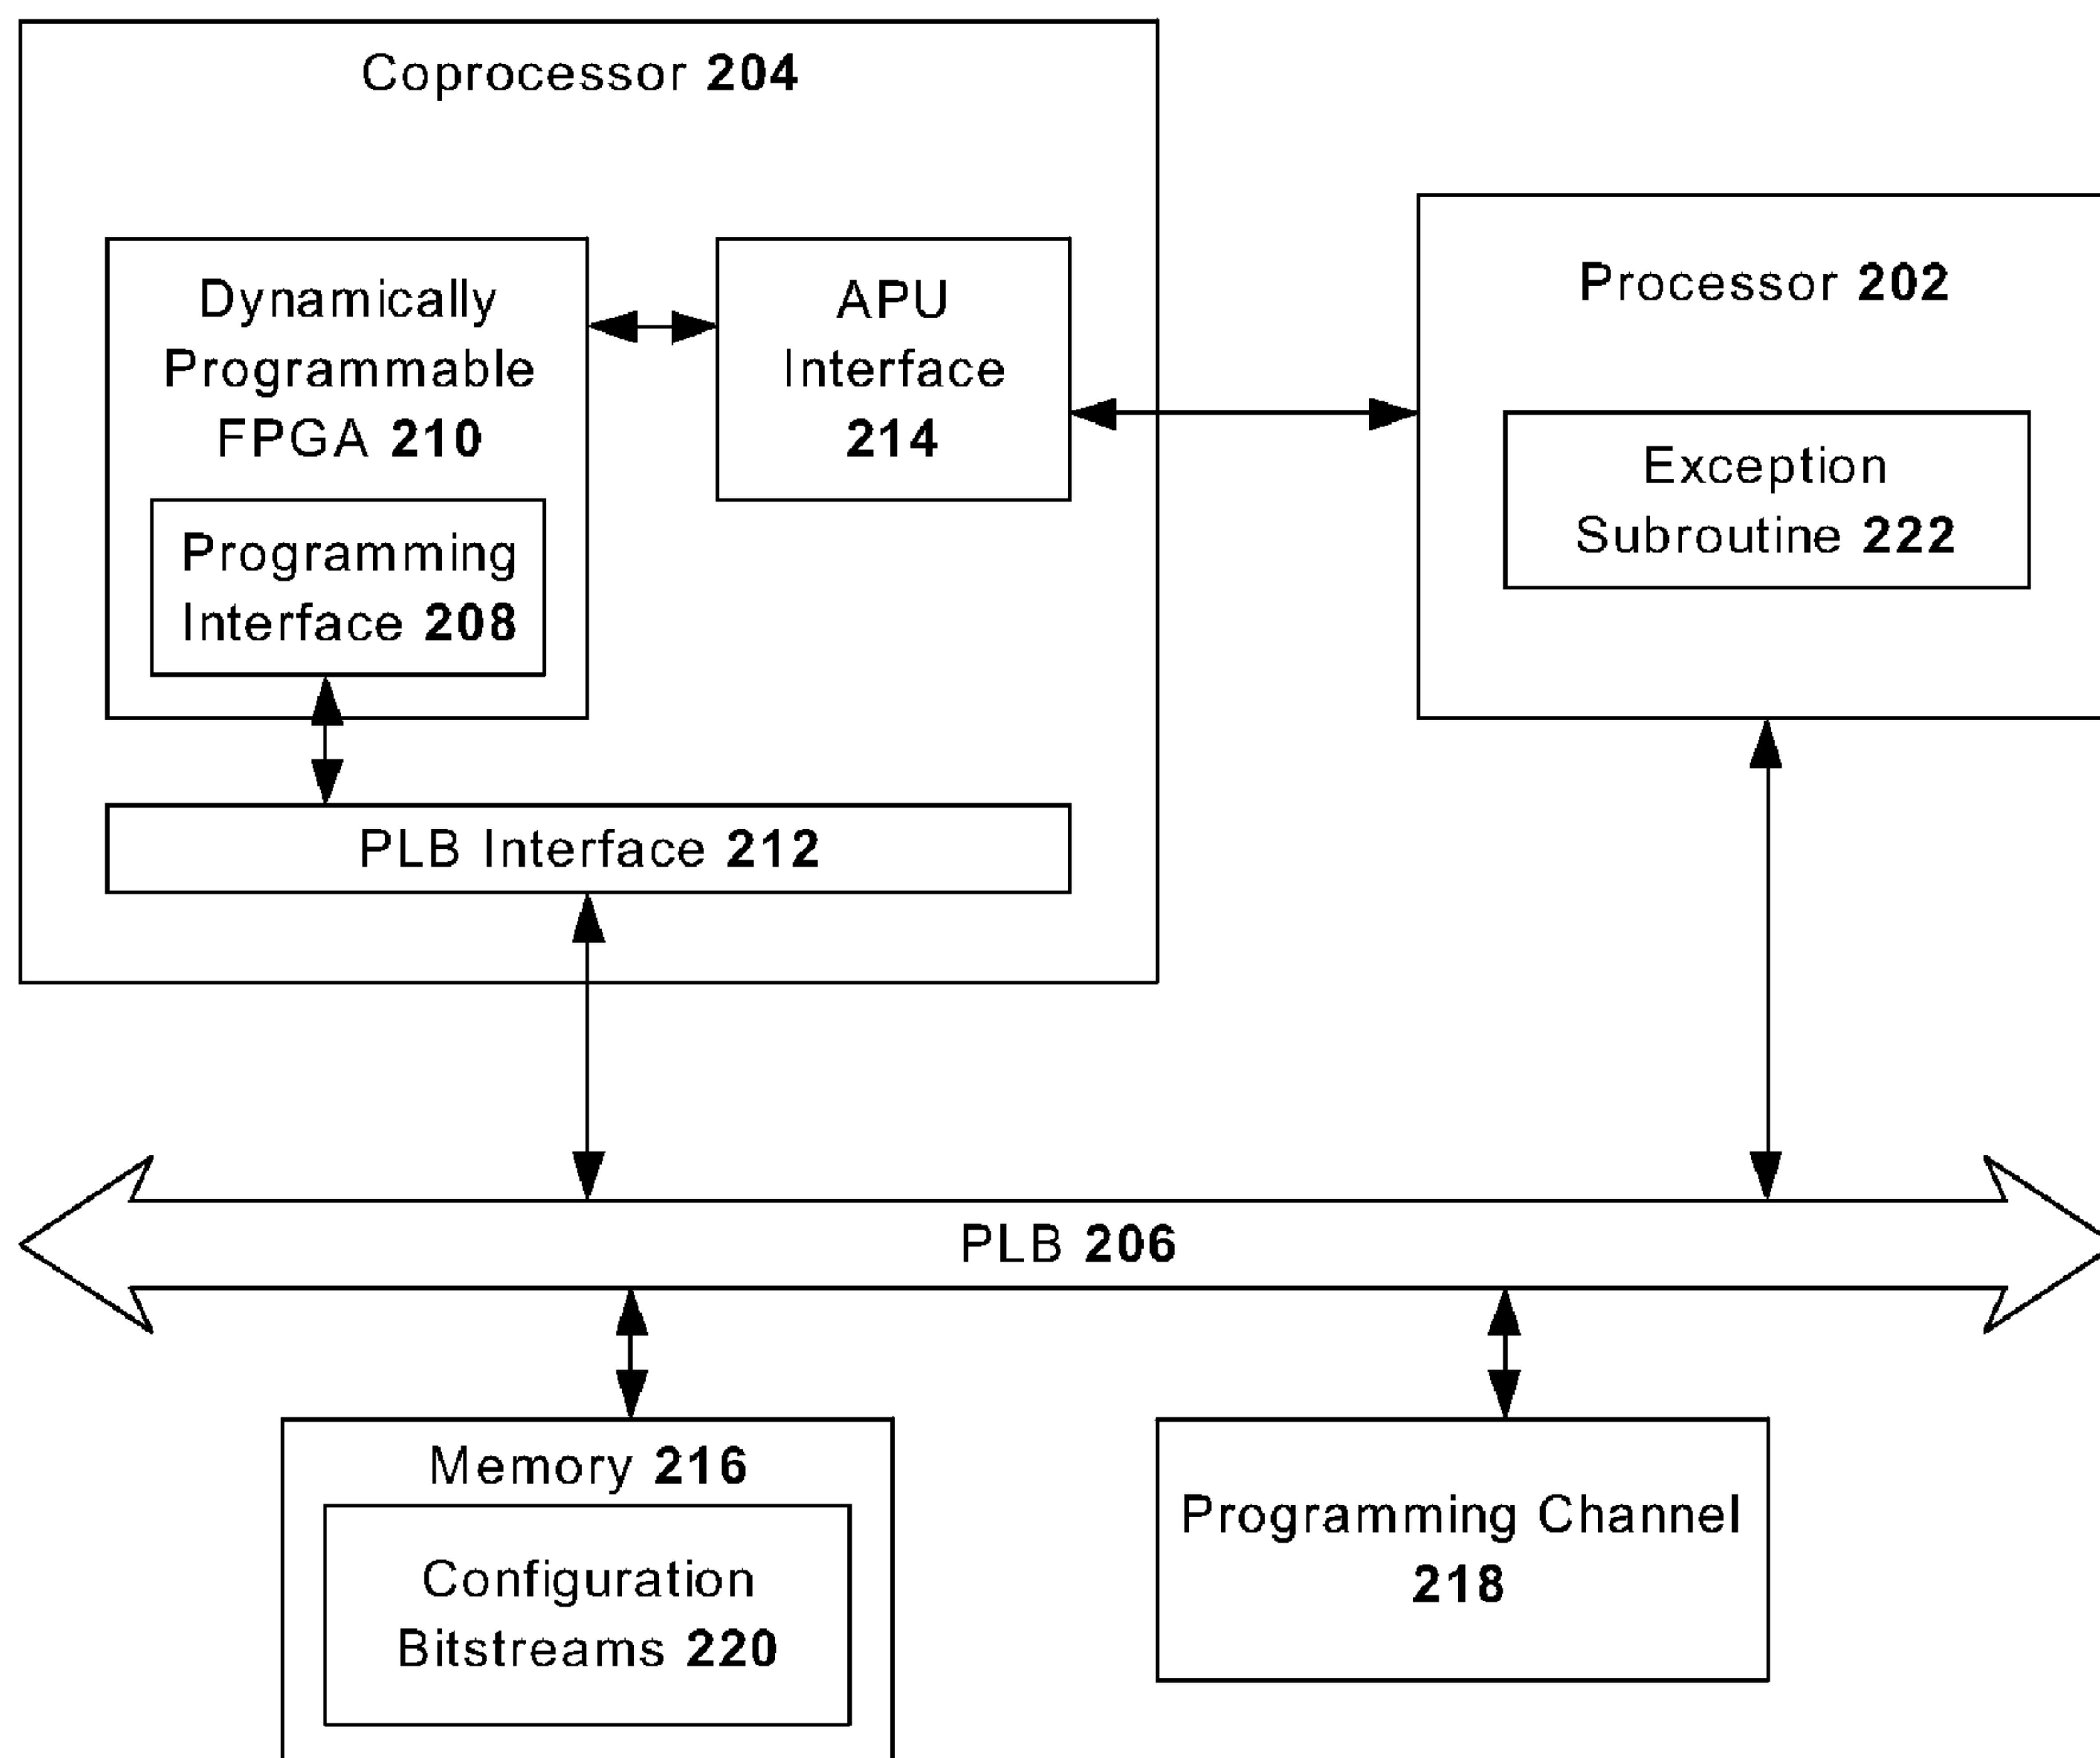 Coprocessor 204
Dynamically
Programmable
FPGA 210
Programming
Interface 208
APU
Interface
214
PLB Interface 212
Processor 202
Exception
Subroutine 222
PLB 206
Memory 216
Configuration
Bitstreams 220
Programming Channel
218